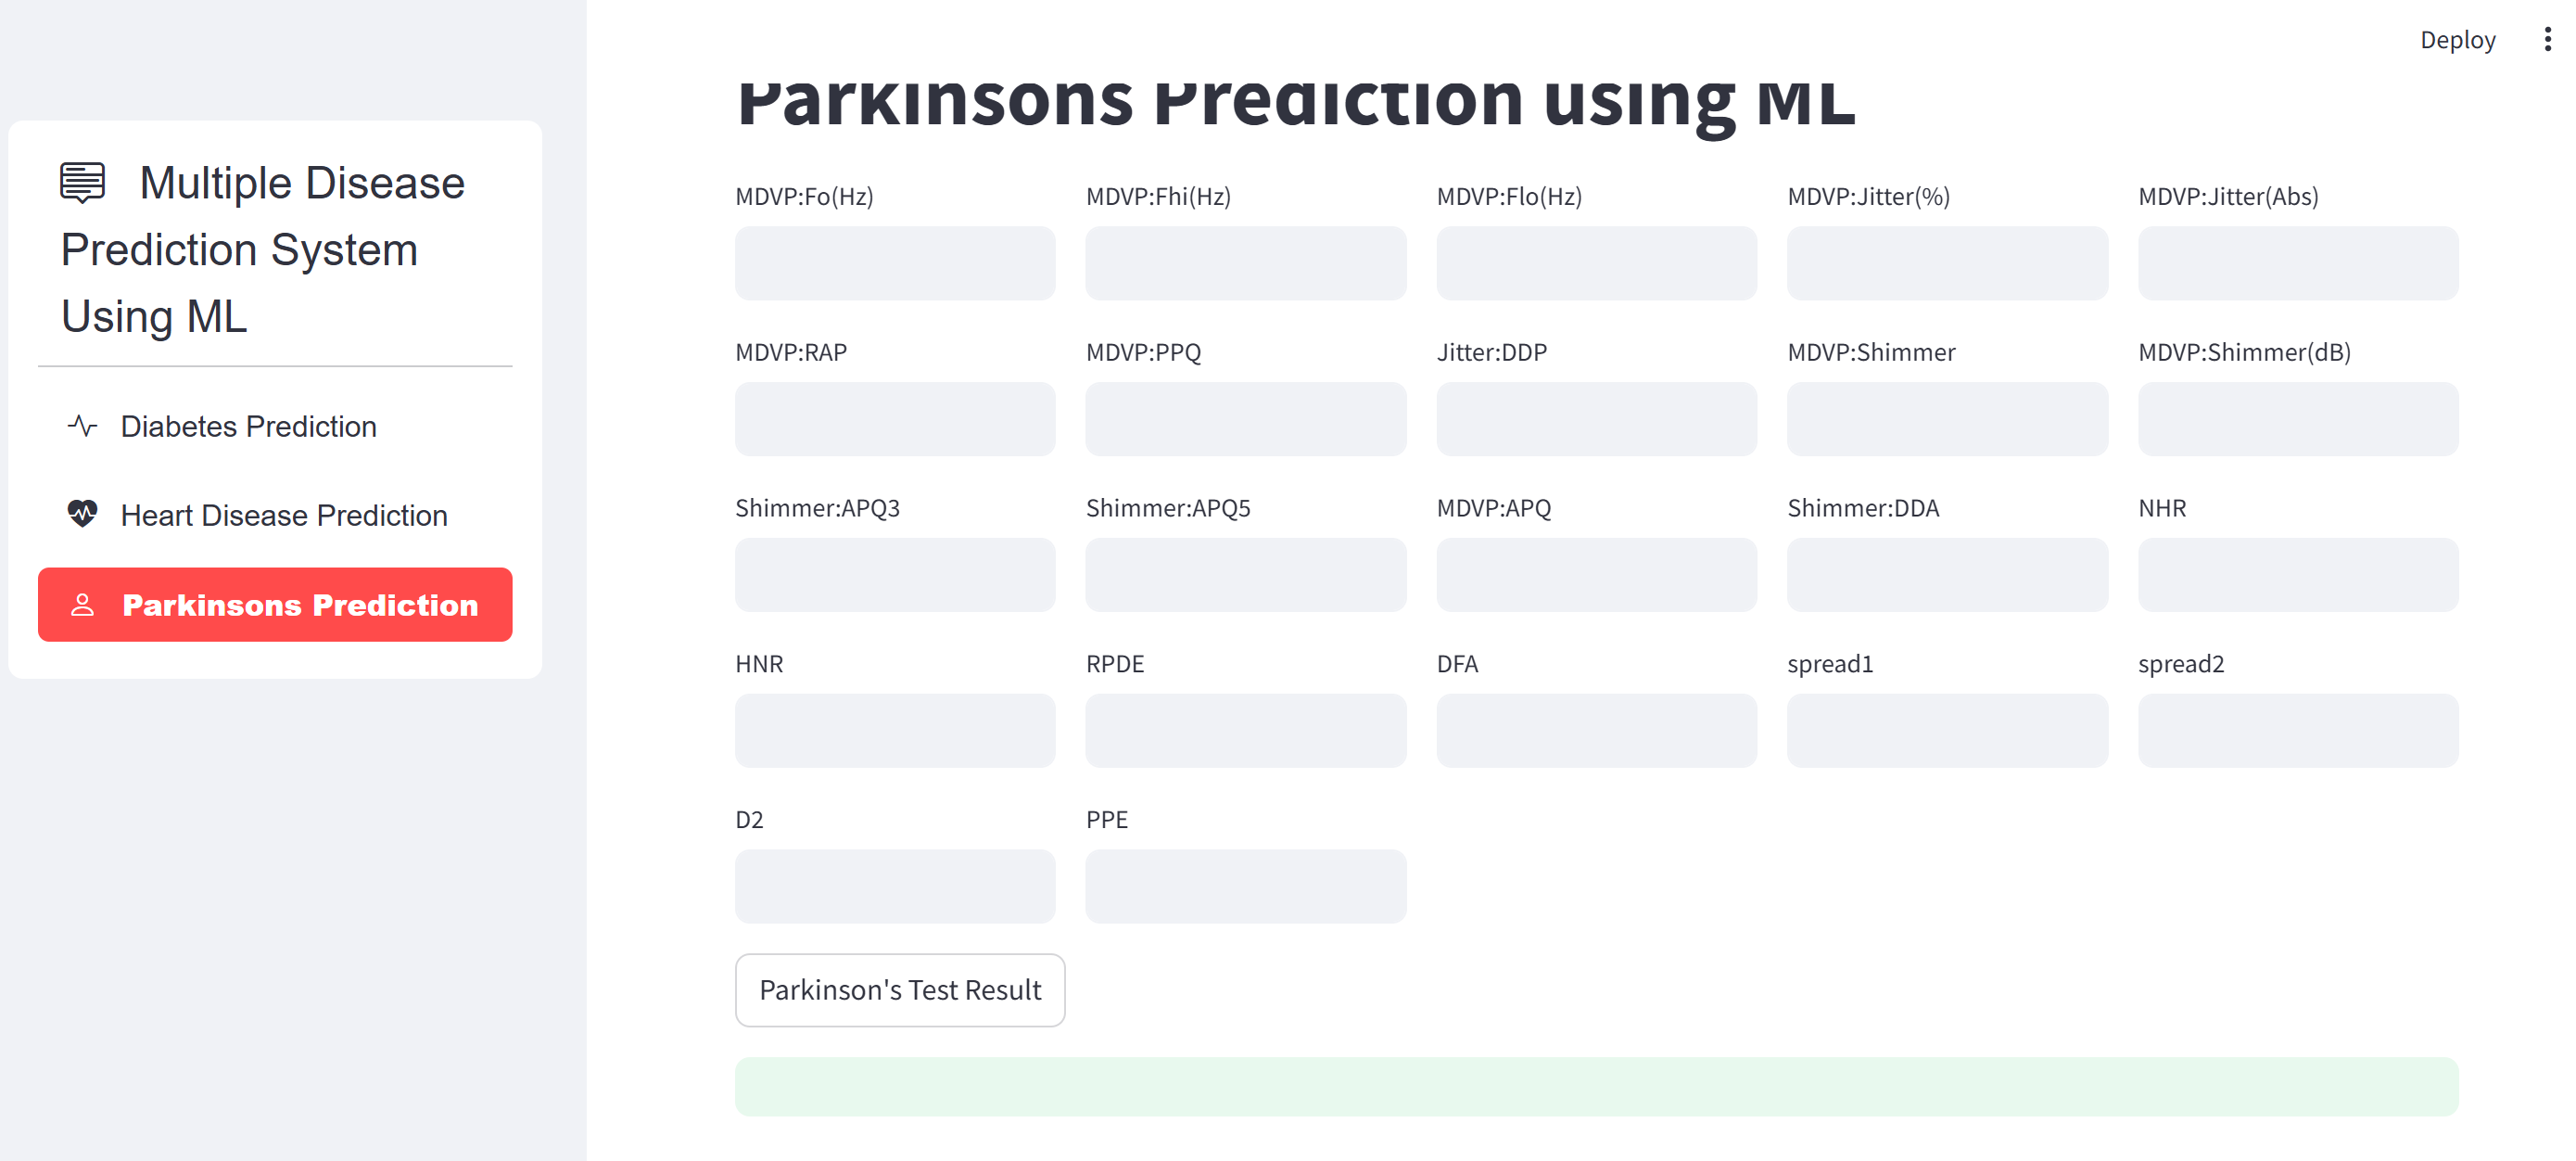 Deploy
Multiple Disease
Prediction System
Using ML
Diabetes Prediction
Heart Disease Prediction
Parkinsons Prediction
Parkinsons Prediction using ML
MDVP:Fo(Hz) MDVP:Fhi(Hz) MDVP:Flo(Hz) MDVP:Jitter(%) MDVP:Jitter(Abs)
MDVP:RAP MDVP:PPQ Jitter:DDP MDVP:Shimmer MDVP:Shimmer(dB)
Shimmer:APQ3 Shimmer:APQ5 MDVP:APQ Shimmer:DDA NHR
HNR RPDE DFA spread1 spread2
D2 PPE
Parkinson's Test Result